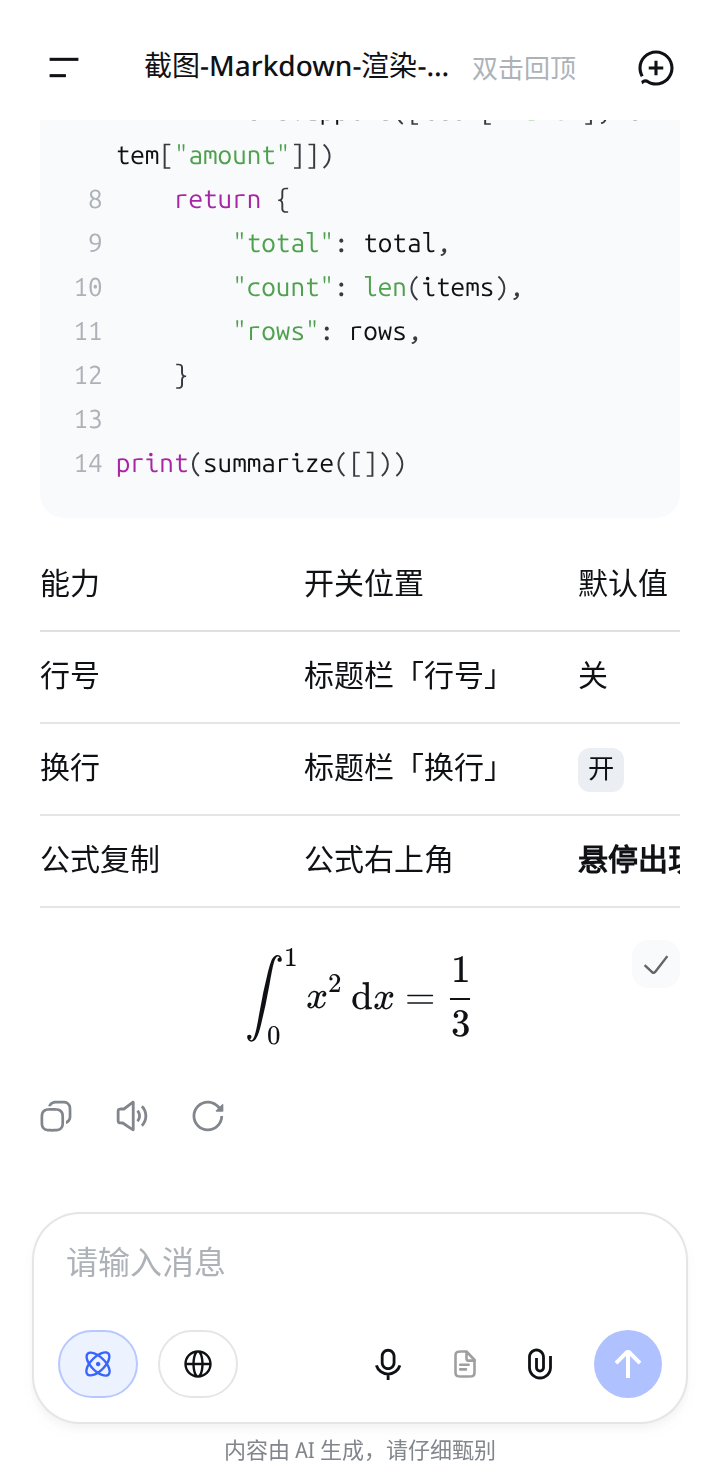 截图-Markdown-渲染-... 双击回顶
tem["amount"]])
8 return {
9 "total": total,
10 "count": len(items),
11 "rows": rows,
12 }
13
14 print(summarize([]))
能力 开关位置 默认值
行号 标题栏「行号」 关
换行 标题栏「换行」 开
公式复制 公式右上角 悬停出
∫₀¹ x² dx = 1/3
请输入消息
内容由 AI 生成，请仔细甄别